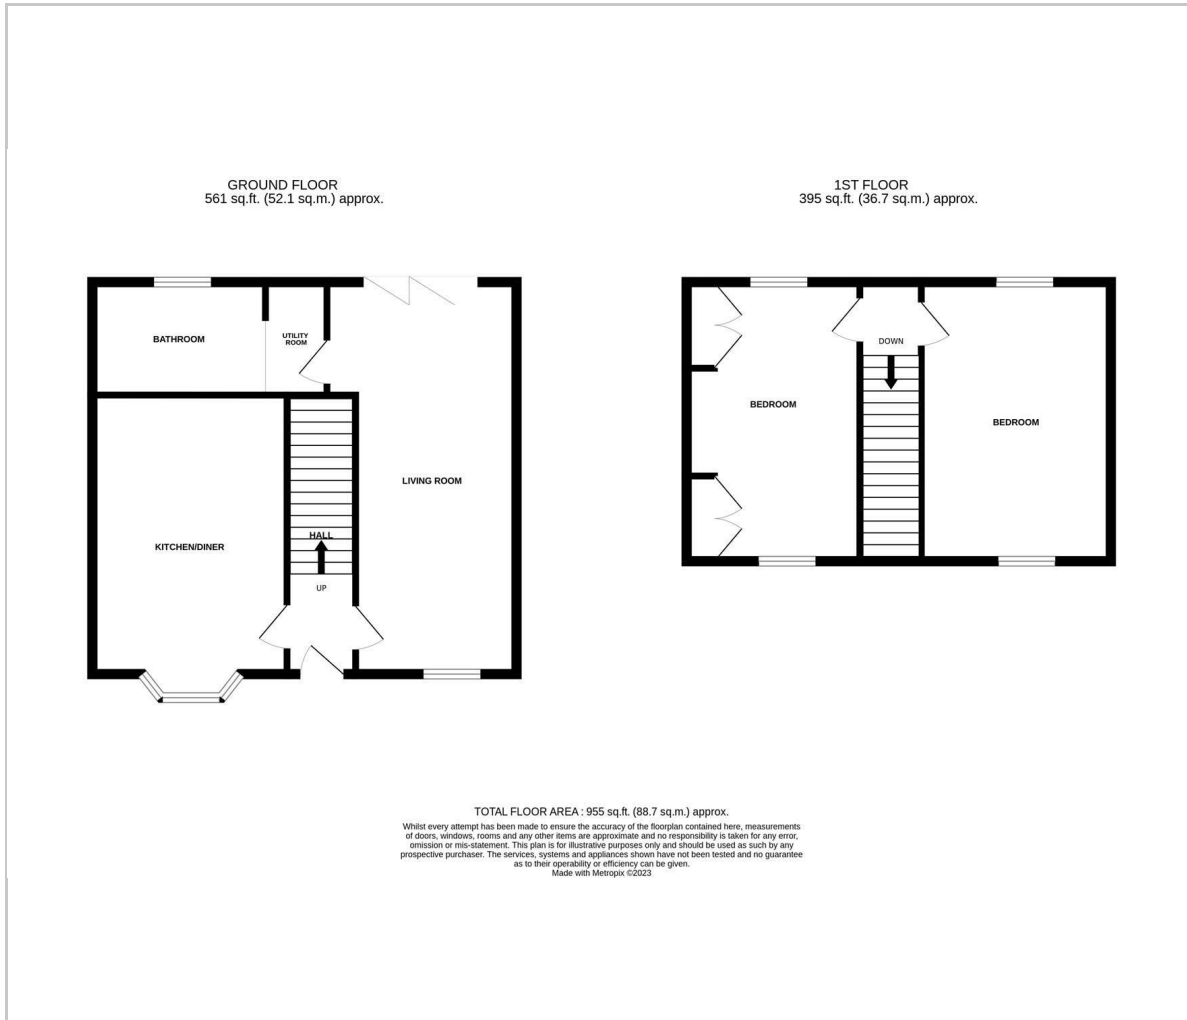 GROUND FLOOR
561 sq.ft. (52.1 sq.m.) approx.
1ST FLOOR
395 sq.ft. (36.7 sq.m.) approx.
BATHROOM
UTILITY
ROOM
LIVING ROOM
HALL
KITCHEN/DINER
UP
DOWN
BEDROOM
BEDROOM
TOTAL FLOOR AREA : 955 sq.ft. (88.7 sq.m.) approx.
Whilst every attempt has been made to ensure the accuracy of the floorplan contained here, measurements
of doors, windows, rooms and any other items are approximate and no responsibility is taken for any error,
omission or mis-statement. This plan is for illustrative purposes only and should be used as such by any
prospective purchaser. The services, systems and appliances shown have not been tested and no guarantee
as to their operability or efficiency can be given.
Made with Metropix ©2023